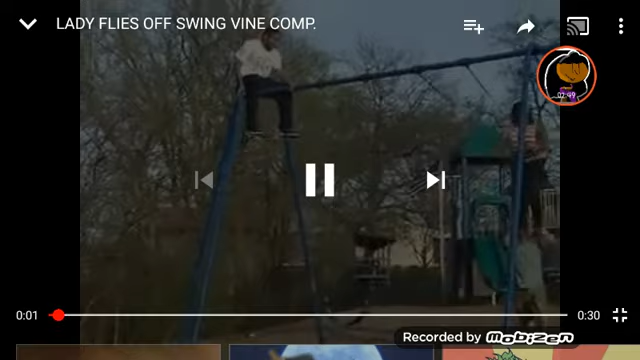 LADY FLIES OFF SWING VINE COMP.
02:49
0:01
0:30
Recorded by Mobizen